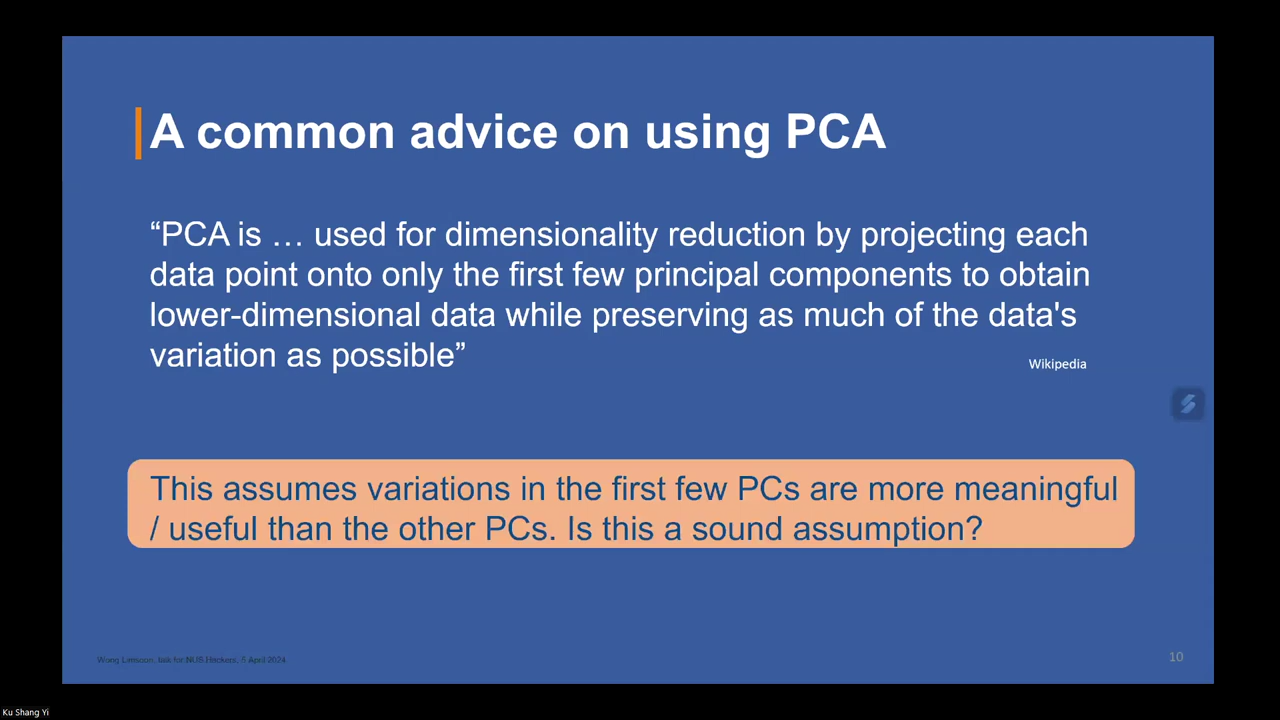 A common advice on using PCA
“PCA is … used for dimensionality reduction by projecting each
data point onto only the first few principal components to obtain
lower-dimensional data while preserving as much of the data's
variation as possible”
Wikipedia
This assumes variations in the first few PCs are more meaningful
/ useful than the other PCs. Is this a sound assumption?
Wong Limsoon, talk for NUS Hackers, 5 April 2024
10
Ku Shang Yi